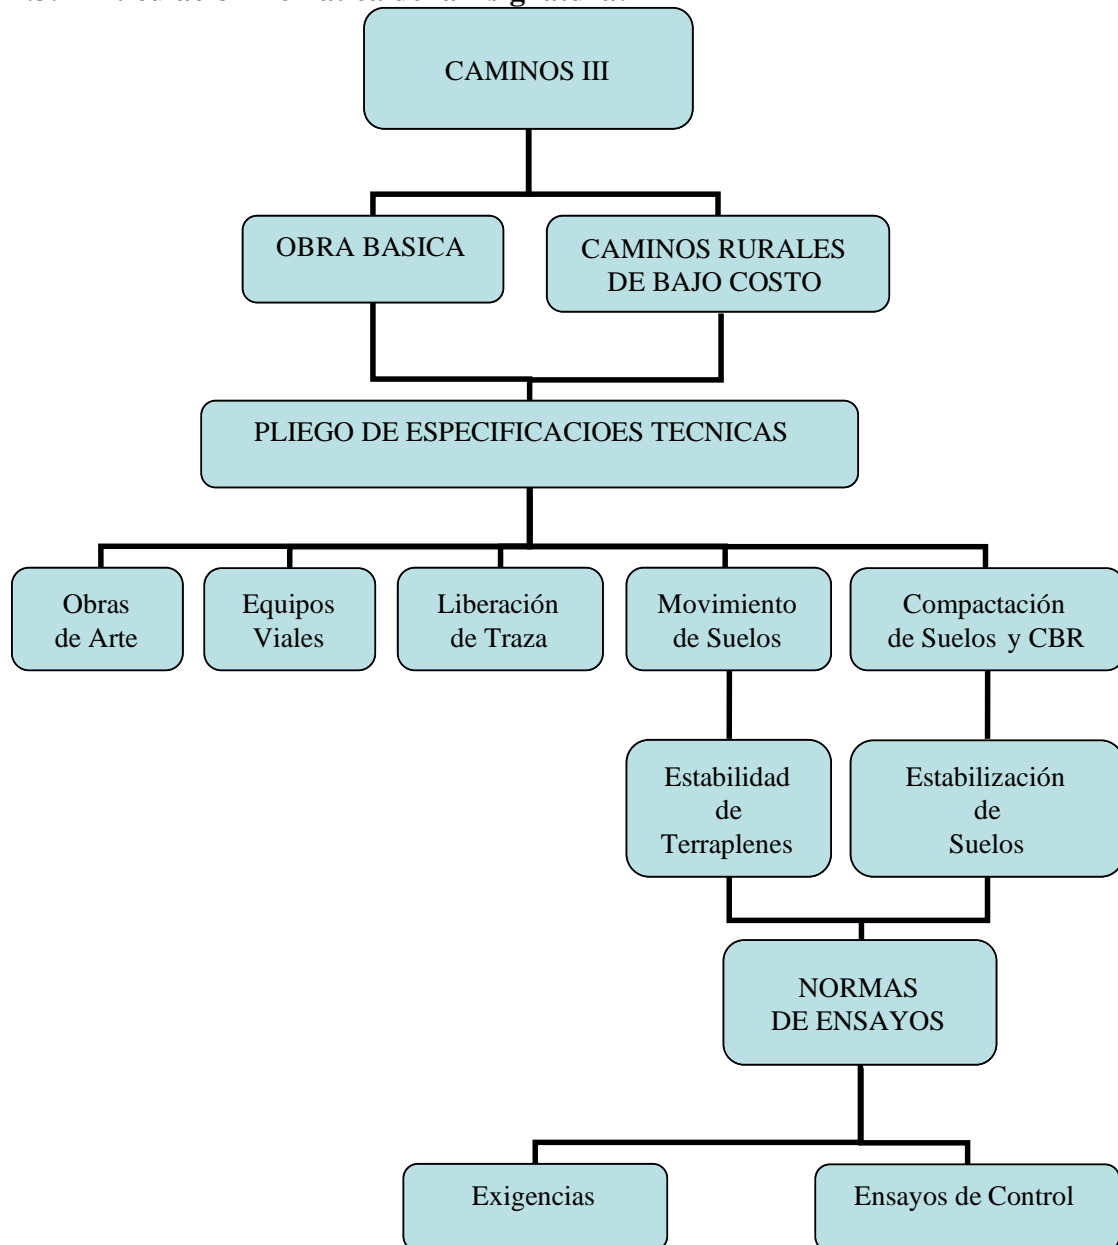 CAMINOS III
OBRA BASICA
CAMINOS RURALES
DE BAJO COSTO
PLIEGO DE ESPECIFICACIOES TECNICAS
Obras
de Arte
Equipos
Viales
Liberación
de Traza
Movimiento
de Suelos
Compactación
de Suelos y CBR
Estabilidad
de
Terraplenes
Estabilización
de
Suelos
NORMAS
DE ENSAYOS
Exigencias
Ensayos de Control